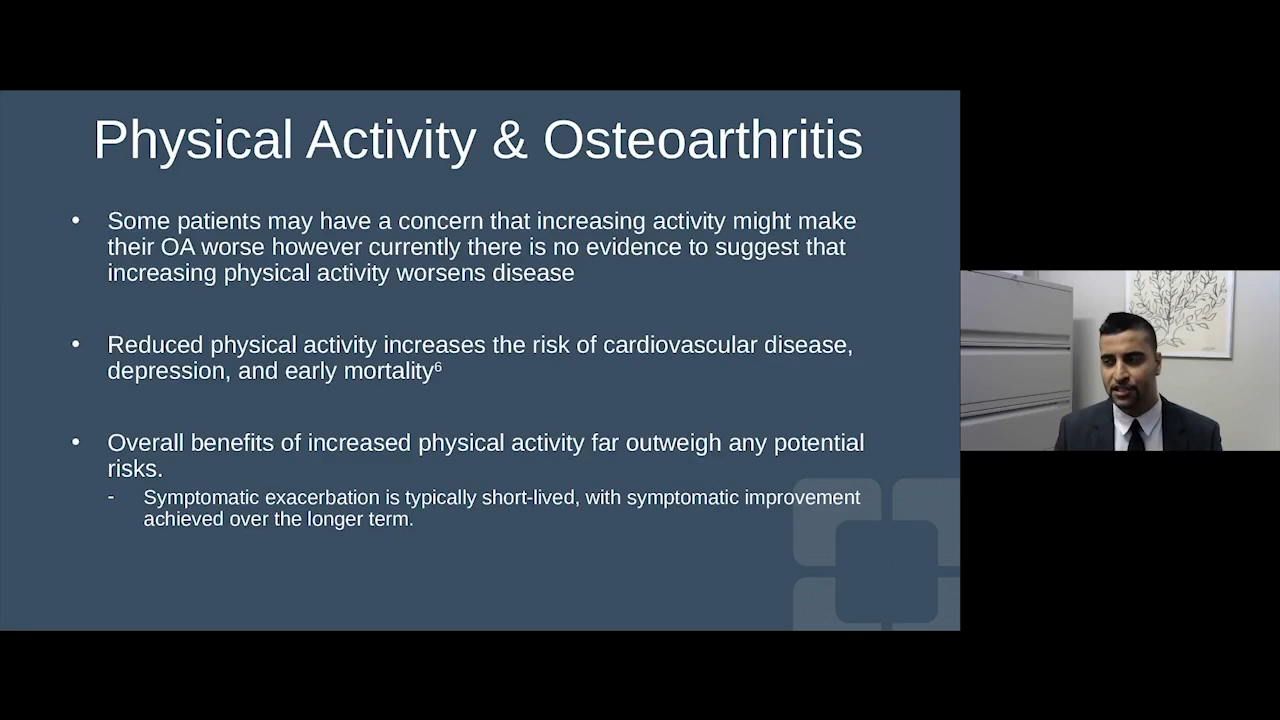 Physical Activity & Osteoarthritis
• Some patients may have a concern that increasing activity might make
their OA worse however currently there is no evidence to suggest that
increasing physical activity worsens disease
• Reduced physical activity increases the risk of cardiovascular disease,
depression, and early mortality⁶
• Overall benefits of increased physical activity far outweigh any potential
risks.
- Symptomatic exacerbation is typically short-lived, with symptomatic improvement
achieved over the longer term.